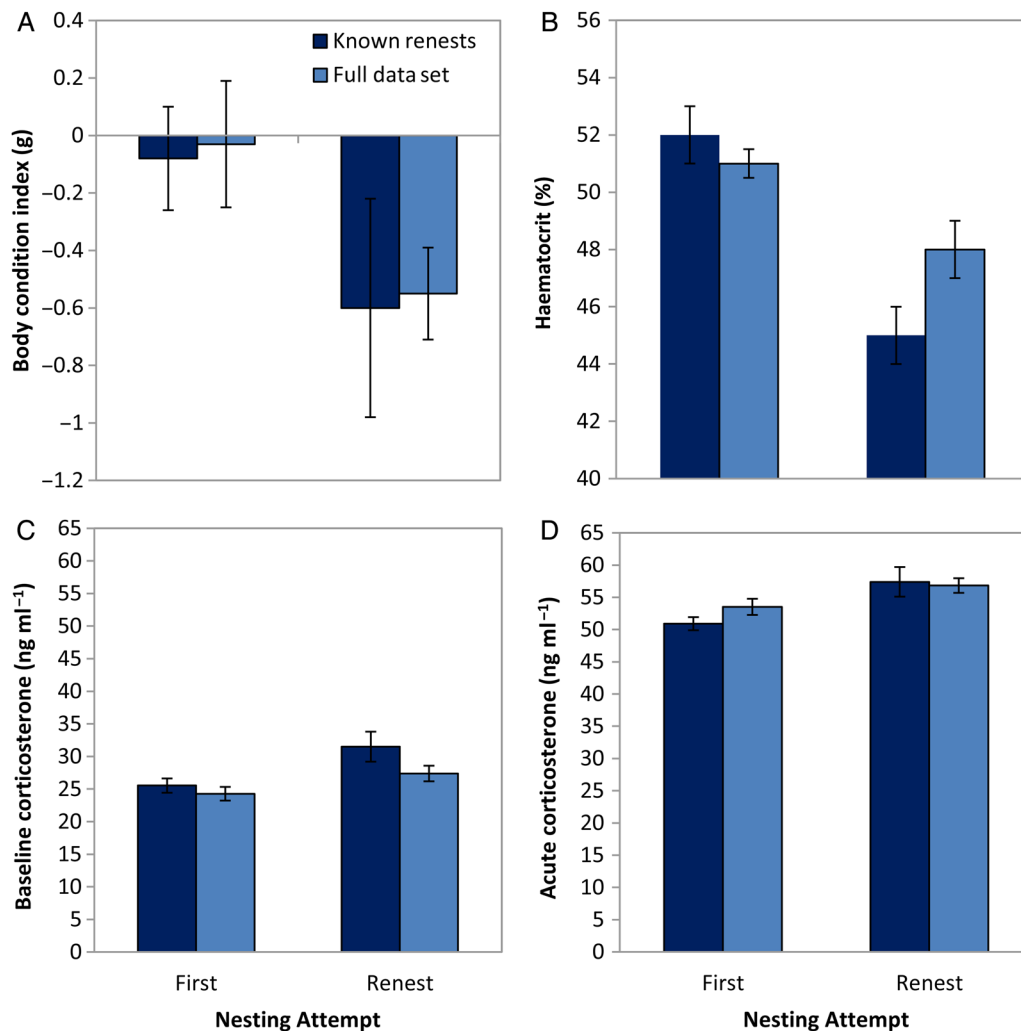 A
Body condition index (g)
0.4
0.2
0
−0.2
−0.4
−0.6
−0.8
−1
−1.2
Known renests
Full data set
B
Haematocrit (%)
56
54
52
50
48
46
44
42
40
C
Baseline corticosterone (ng ml⁻¹)
65
60
55
50
45
40
35
30
25
20
15
10
5
0
First
Renest
Nesting Attempt
D
Acute corticosterone (ng ml⁻¹)
65
60
55
50
45
40
35
30
25
20
15
10
5
0
First
Renest
Nesting Attempt